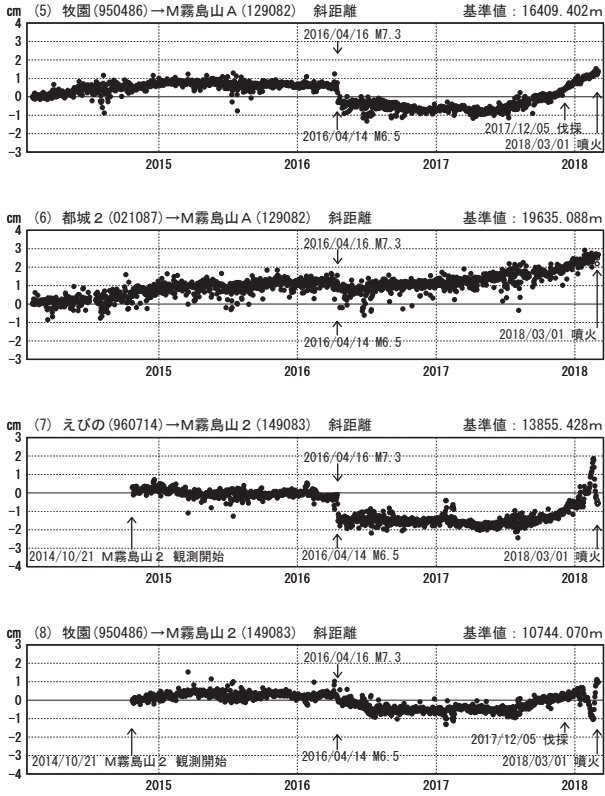 cm (5) 牧園(950486)→M霧島山A(129082) 斜距離 基準値：16409.402m
4
3
2
1
0
-1
-2
-3
2016/04/16 M7.3
2016/04/14 M6.5
2017/12/05 伐採
2018/03/01 噴火
2015 2016 2017 2018
cm (6) 都城２(021087)→M霧島山A(129082) 斜距離 基準値：19635.088m
4
3
2
1
0
-1
-2
-3
2016/04/16 M7.3
2016/04/14 M6.5
2018/03/01 噴火
2015 2016 2017 2018
cm (7) えびの(960714)→M霧島山２(149083) 斜距離 基準値：13855.428m
3
2
1
0
-1
-2
-3
-4
2016/04/16 M7.3
2014/10/21 M霧島山２ 観測開始
2016/04/14 M6.5
2018/03/01 噴火
2015 2016 2017 2018
cm (8) 牧園(950486)→M霧島山２(149083) 斜距離 基準値：10744.070m
3
2
1
0
-1
-2
-3
-4
2016/04/16 M7.3
2017/12/05 伐採
2014/10/21 M霧島山２ 観測開始
2016/04/14 M6.5
2018/03/01 噴火
2015 2016 2017 2018